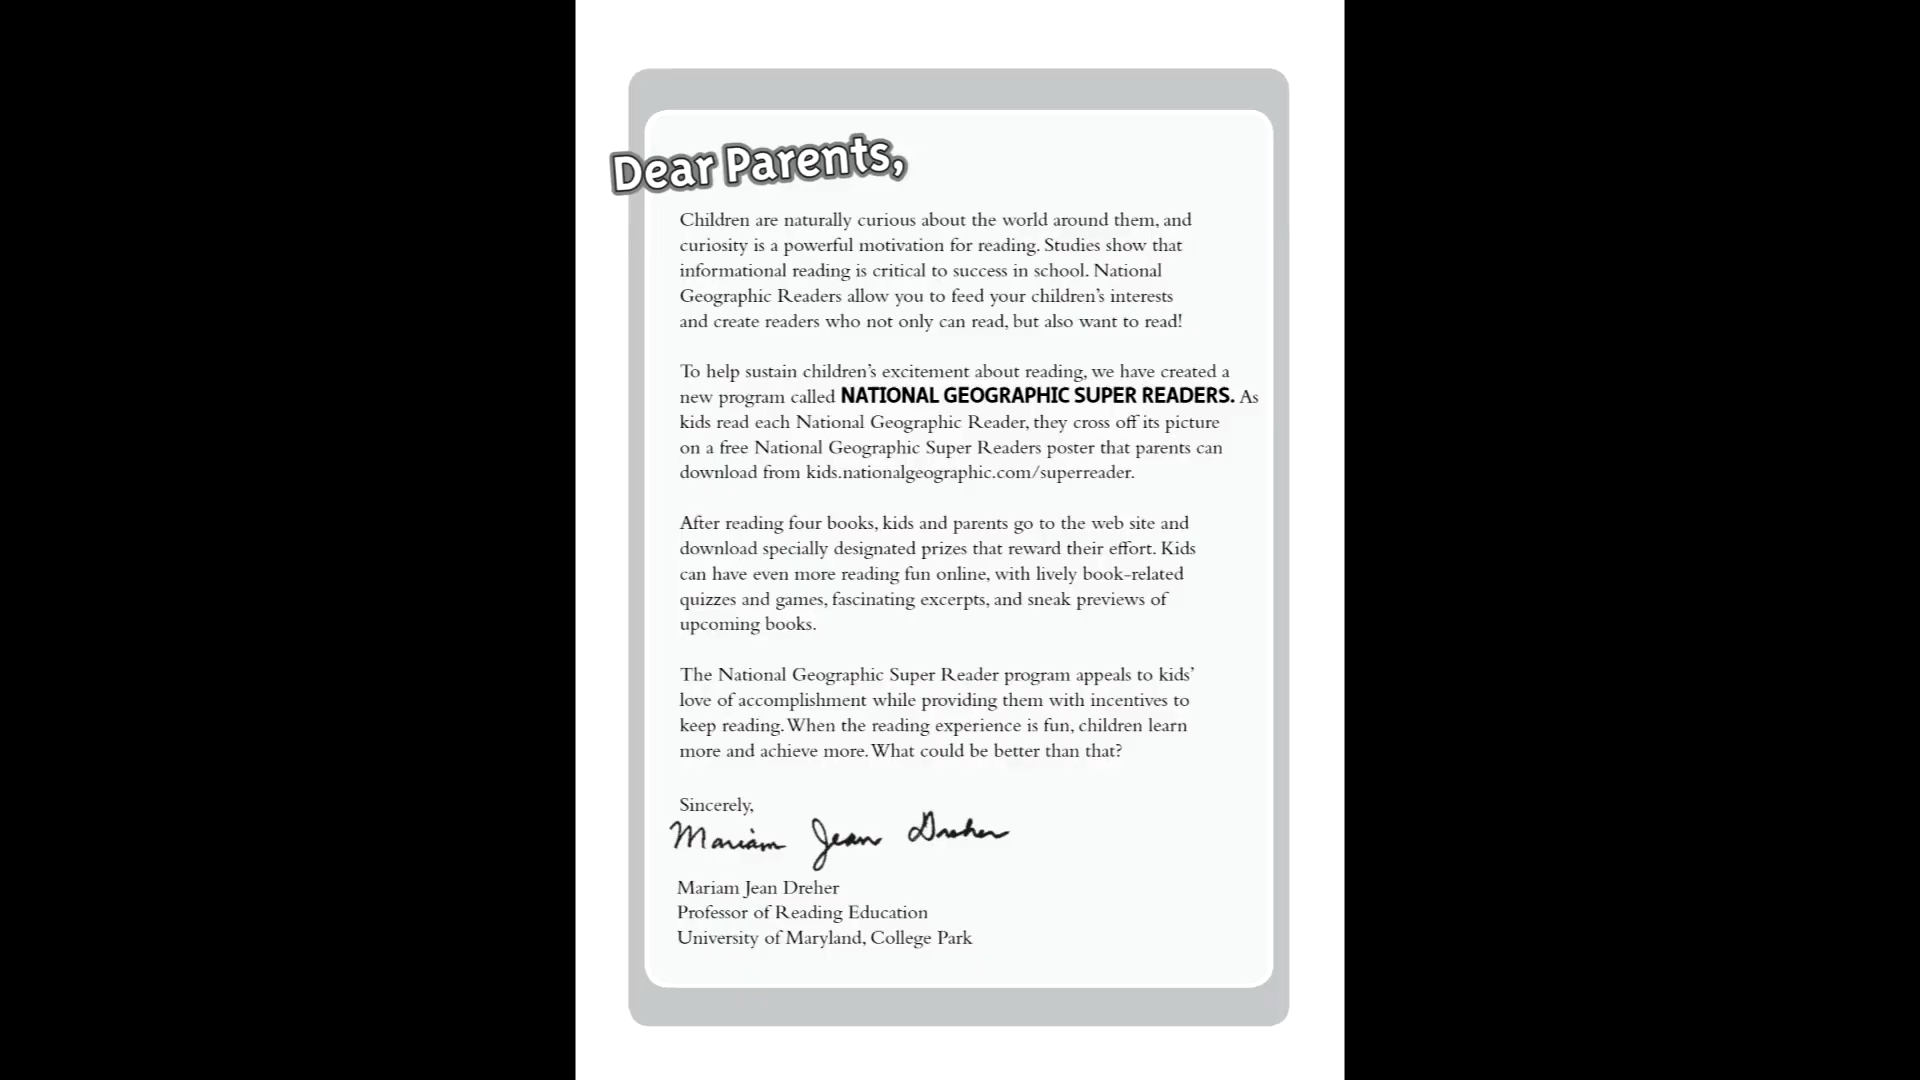 Dear Parents,
Children are naturally curious about the world around them, and
curiosity is a powerful motivation for reading. Studies show that
informational reading is critical to success in school. National
Geographic Readers allow you to feed your children’s interests
and create readers who not only can read, but also want to read!
To help sustain children’s excitement about reading, we have created a
new program called NATIONAL GEOGRAPHIC SUPER READERS. As
kids read each National Geographic Reader, they cross off its picture
on a free National Geographic Super Readers poster that parents can
download from kids.nationalgeographic.com/superreader.
After reading four books, kids and parents go to the web site and
download specially designated prizes that reward their effort. Kids
can have even more reading fun online, with lively book-related
quizzes and games, fascinating excerpts, and sneak previews of
upcoming books.
The National Geographic Super Reader program appeals to kids’
love of accomplishment while providing them with incentives to
keep reading. When the reading experience is fun, children learn
more and achieve more. What could be better than that?
Sincerely,
Mariam Jean Dreher
Mariam Jean Dreher
Professor of Reading Education
University of Maryland, College Park